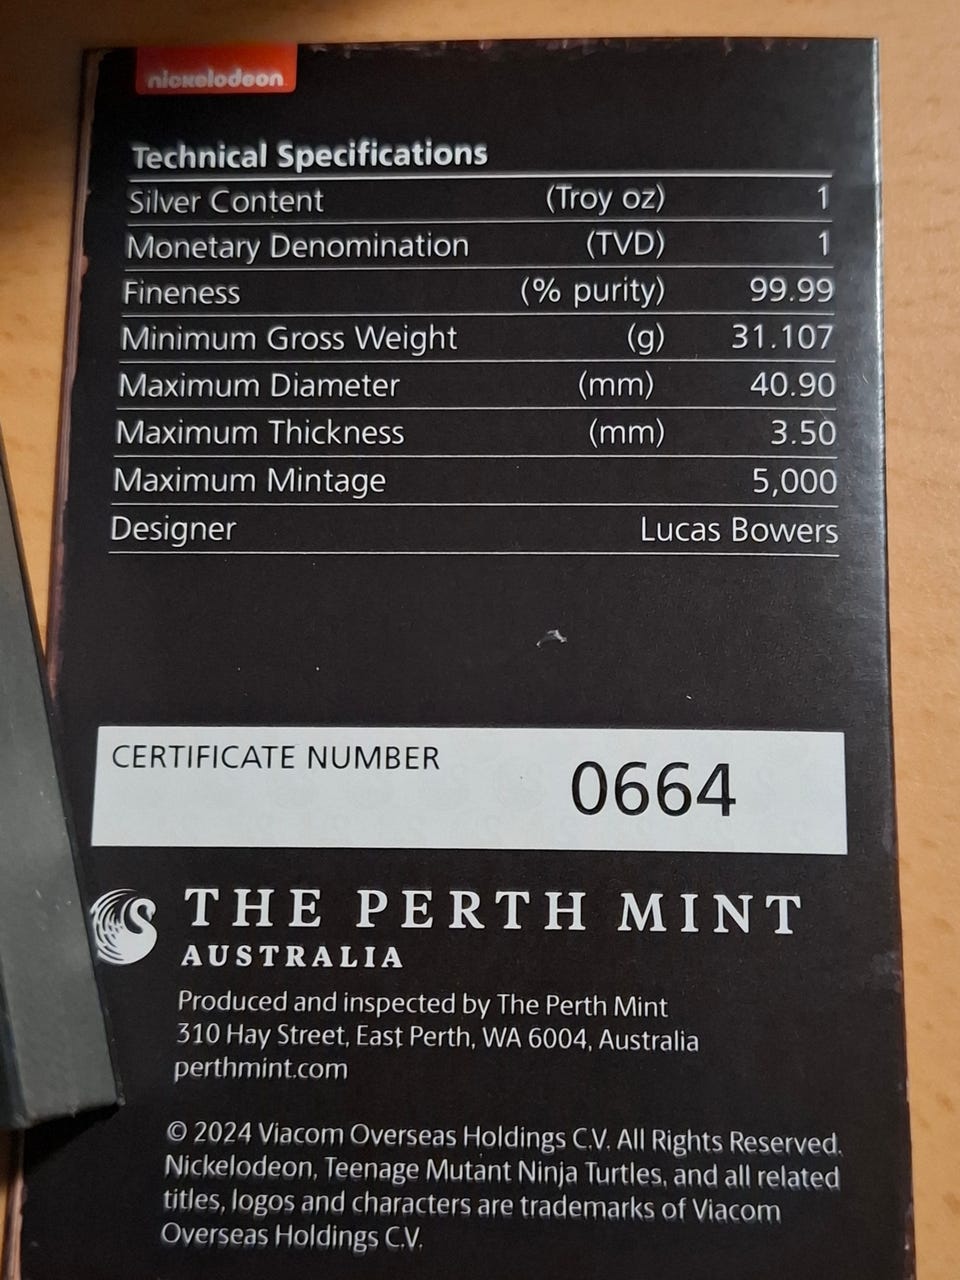 nickelodeon
Technical Specifications
Silver Content (Troy oz) 1
Monetary Denomination (TVD) 1
Fineness (% purity) 99.99
Minimum Gross Weight (g) 31.107
Maximum Diameter (mm) 40.90
Maximum Thickness (mm) 3.50
Maximum Mintage 5,000
Designer Lucas Bowers
CERTIFICATE NUMBER 0664
THE PERTH MINT
AUSTRALIA
Produced and inspected by The Perth Mint
310 Hay Street, East Perth, WA 6004, Australia
perthmint.com
© 2024 Viacom Overseas Holdings C.V. All Rights Reserved.
Nickelodeon, Teenage Mutant Ninja Turtles, and all related
titles, logos and characters are trademarks of Viacom
Overseas Holdings C.V.